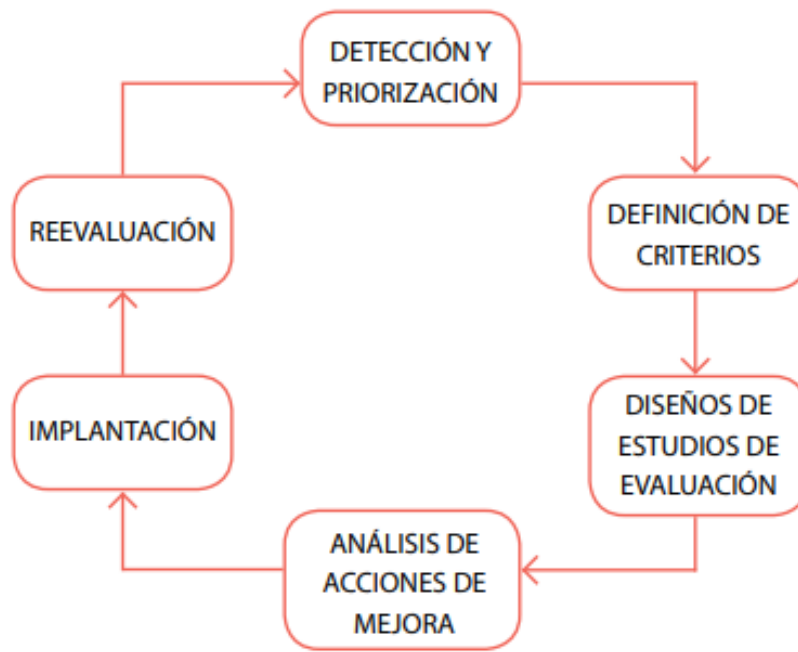 DETECCIÓN Y
PRIORIZACIÓN
DEFINICIÓN DE
CRITERIOS
DISEÑOS DE
ESTUDIOS DE
EVALUACIÓN
ANÁLISIS DE
ACCIONES DE
MEJORA
IMPLANTACIÓN
REEVALUACIÓN